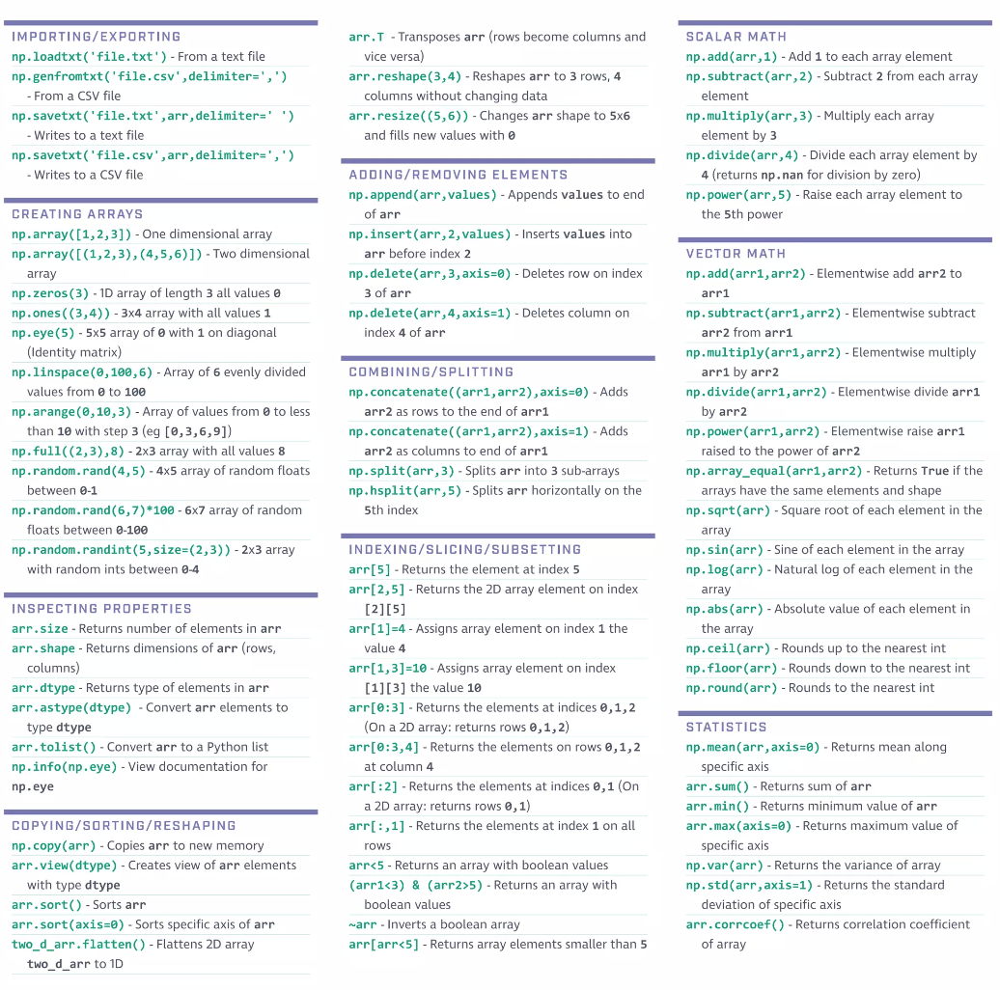 IMPORTING/EXPORTING
np.loadtxt('file.txt') - From a text file
np.genfromtxt('file.csv',delimiter=',')
- From a CSV file
np.savetxt('file.txt',arr,delimiter=' ')
- Writes to a text file
np.savetxt('file.csv',arr,delimiter=',')
- Writes to a CSV file
CREATING ARRAYS
np.array([1,2,3]) - One dimensional array
np.array([(1,2,3),(4,5,6)]) - Two dimensional
array
np.zeros(3) - 1D array of length 3 all values 0
np.ones((3,4)) - 3x4 array with all values 1
np.eye(5) - 5x5 array of 0 with 1 on diagonal
(Identity matrix)
np.linspace(0,100,6) - Array of 6 evenly divided
values from 0 to 100
np.arange(0,10,3) - Array of values from 0 to less
than 10 with step 3 (eg [0,3,6,9])
np.full((2,3),8) - 2x3 array with all values 8
np.random.rand(4,5) - 4x5 array of random floats
between 0-1
np.random.rand(6,7)*100 - 6x7 array of random
floats between 0-100
np.random.randint(5,size=(2,3)) - 2x3 array
with random ints between 0-4
INSPECTING PROPERTIES
arr.size - Returns number of elements in arr
arr.shape - Returns dimensions of arr (rows,
columns)
arr.dtype - Returns type of elements in arr
arr.astype(dtype) - Convert arr elements to
type dtype
arr.tolist() - Convert arr to a Python list
np.info(np.eye) - View documentation for
np.eye
COPYING/SORTING/RESHAPING
np.copy(arr) - Copies arr to new memory
arr.view(dtype) - Creates view of arr elements
with type dtype
arr.sort() - Sorts arr
arr.sort(axis=0) - Sorts specific axis of arr
two_d_arr.flatten() - Flattens 2D array
two_d_arr to 1D
arr.T - Transposes arr (rows become columns and
vice versa)
arr.reshape(3,4) - Reshapes arr to 3 rows, 4
columns without changing data
arr.resize((5,6)) - Changes arr shape to 5x6
and fills new values with 0
ADDING/REMOVING ELEMENTS
np.append(arr,values) - Appends values to end
of arr
np.insert(arr,2,values) - Inserts values into
arr before index 2
np.delete(arr,3,axis=0) - Deletes row on index
3 of arr
np.delete(arr,4,axis=1) - Deletes column on
index 4 of arr
COMBINING/SPLITTING
np.concatenate((arr1,arr2),axis=0) - Adds
arr2 as rows to the end of arr1
np.concatenate((arr1,arr2),axis=1) - Adds
arr2 as columns to end of arr1
np.split(arr,3) - Splits arr into 3 sub-arrays
np.hsplit(arr,5) - Splits arr horizontally on the
5th index
INDEXING/SLICING/SUBSETTING
arr[5] - Returns the element at index 5
arr[2,5] - Returns the 2D array element on index
[2][5]
arr[1]=4 - Assigns array element on index 1 the
value 4
arr[1,3]=10 - Assigns array element on index
[1][3] the value 10
arr[0:3] - Returns the elements at indices 0,1,2
(On a 2D array: returns rows 0,1,2)
arr[0:3,4] - Returns the elements on rows 0,1,2
at column 4
arr[:2] - Returns the elements at indices 0,1 (On
a 2D array: returns rows 0,1)
arr[:,1] - Returns the elements at index 1 on all
rows
arr<5 - Returns an array with boolean values
(arr1<3) & (arr2>5) - Returns an array with
boolean values
~arr - Inverts a boolean array
arr[arr<5] - Returns array elements smaller than 5
SCALAR MATH
np.add(arr,1) - Add 1 to each array element
np.subtract(arr,2) - Subtract 2 from each array
element
np.multiply(arr,3) - Multiply each array
element by 3
np.divide(arr,4) - Divide each array element by
4 (returns np.nan for division by zero)
np.power(arr,5) - Raise each array element to
the 5th power
VECTOR MATH
np.add(arr1,arr2) - Elementwise add arr2 to
arr1
np.subtract(arr1,arr2) - Elementwise subtract
arr2 from arr1
np.multiply(arr1,arr2) - Elementwise multiply
arr1 by arr2
np.divide(arr1,arr2) - Elementwise divide arr1
by arr2
np.power(arr1,arr2) - Elementwise raise arr1
raised to the power of arr2
np.array_equal(arr1,arr2) - Returns True if the
arrays have the same elements and shape
np.sqrt(arr) - Square root of each element in the
array
np.sin(arr) - Sine of each element in the array
np.log(arr) - Natural log of each element in the
array
np.abs(arr) - Absolute value of each element in
the array
np.ceil(arr) - Rounds up to the nearest int
np.floor(arr) - Rounds down to the nearest int
np.round(arr) - Rounds to the nearest int
STATISTICS
np.mean(arr,axis=0) - Returns mean along
specific axis
arr.sum() - Returns sum of arr
arr.min() - Returns minimum value of arr
arr.max(axis=0) - Returns maximum value of
specific axis
np.var(arr) - Returns the variance of array
np.std(arr,axis=1) - Returns the standard
deviation of specific axis
arr.corrcoef() - Returns correlation coefficient
of array